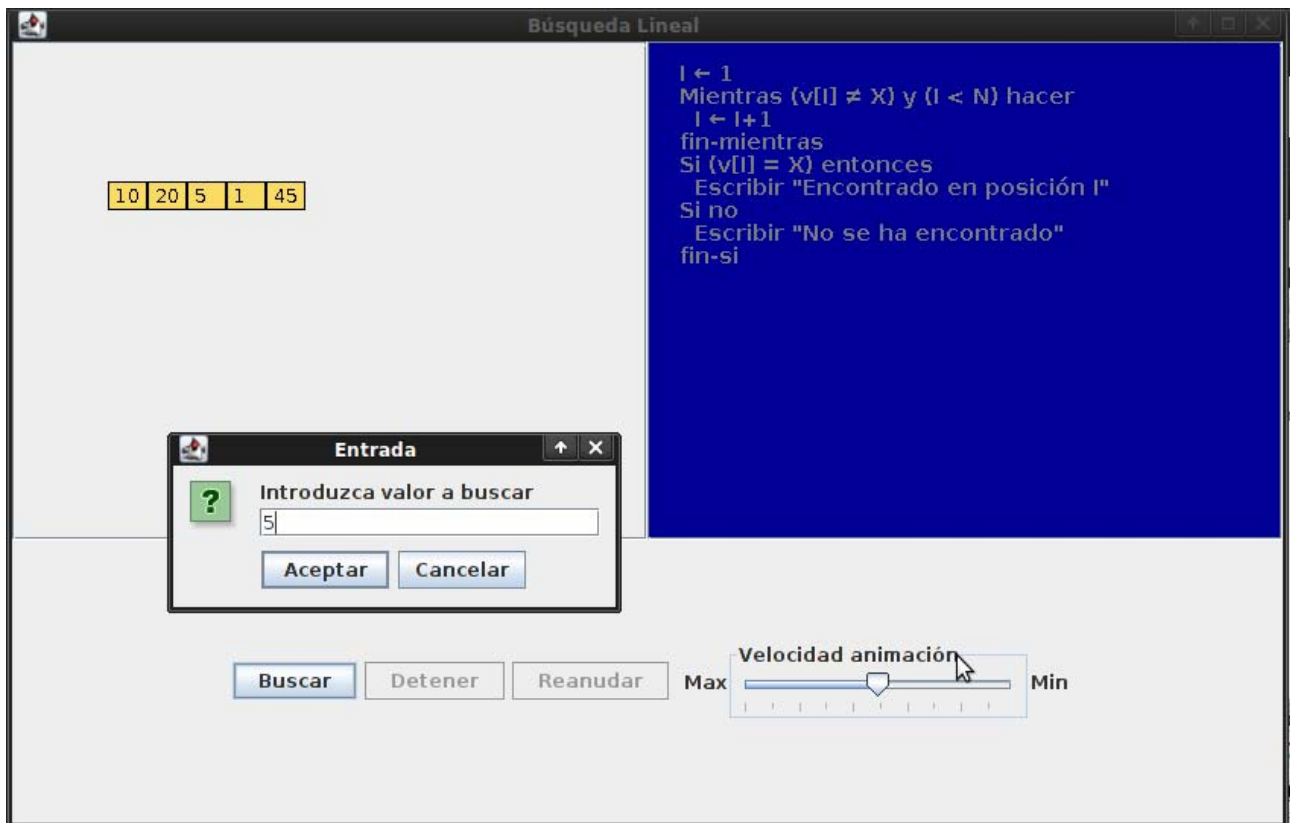 Búsqueda Lineal
I ← 1
Mientras (v[I] ≠ X) y (I < N) hacer
I ← I+1
fin-mientras
Si (v[I] = X) entonces
Escribir "Encontrado en posición I"
Si no
Escribir "No se ha encontrado"
fin-si
10 20 5 1 45
Entrada
Introduzca valor a buscar
5
Aceptar Cancelar
Velocidad animación
Buscar Detener Reanudar Max Min